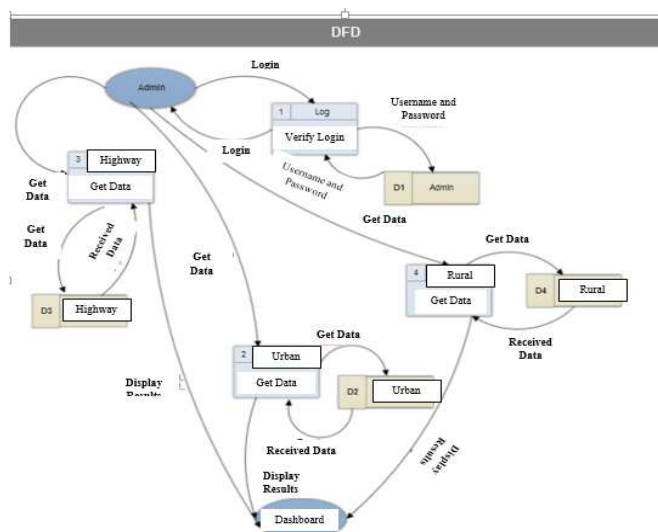 DFD
Admin
Login
1 Log
Verify Login
Username and
Password
Login
Username and
Password
D1 Admin
3 Highway
Get Data
Get
Data
Get
Data
Received
Data
D3 Highway
Get Data
Get
Data
4 Rural
Get Data
Get Data
D4 Rural
Received
Data
2 Urban
Get Data
Get Data
D2 Urban
Received Data
Display
Results
Display
Results
Display
Results
Dashboard